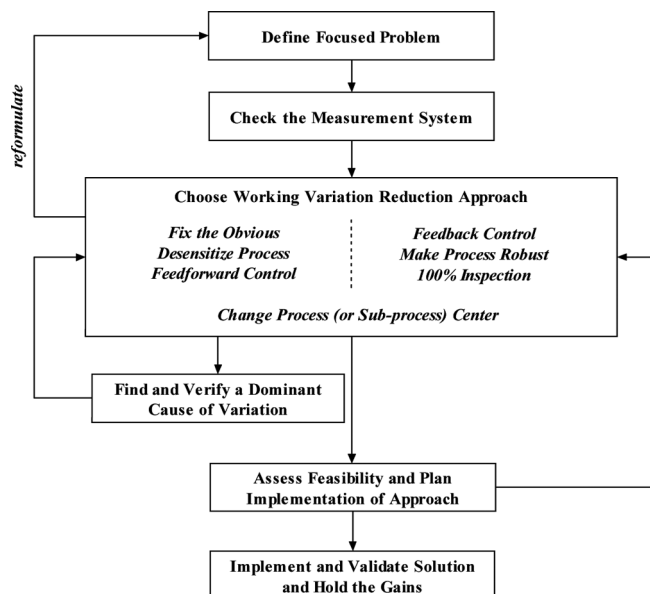 Define Focused Problem
reformulate
Check the Measurement System
Choose Working Variation Reduction Approach
Fix the Obvious
Desensitize Process
Feedforward Control
Feedback Control
Make Process Robust
100% Inspection
Change Process (or Sub-process) Center
Find and Verify a Dominant
Cause of Variation
Assess Feasibility and Plan
Implementation of Approach
Implement and Validate Solution
and Hold the Gains